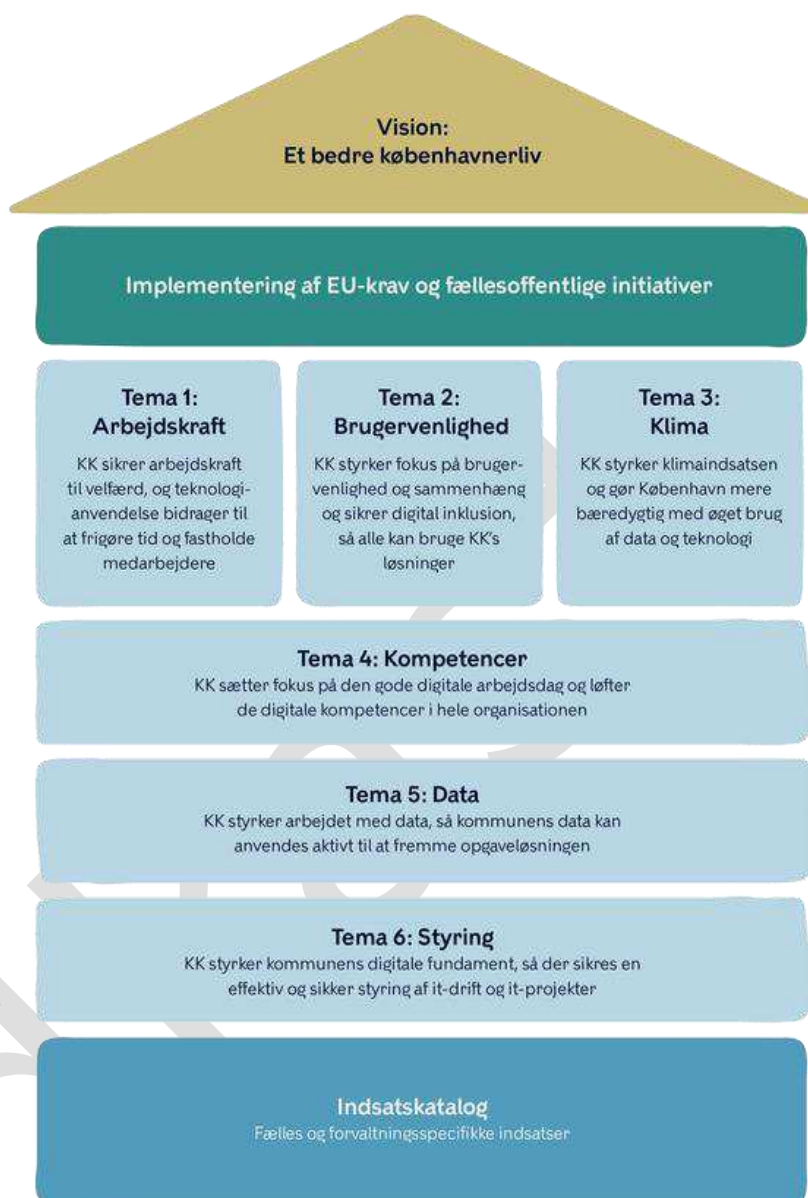 Vision:
Et bedre københavnerliv
Implementering af EU-krav og fællesoffentlige initiativer
Tema 1:
Arbejdskraft
KK sikrer arbejdskraft
til velfærd, og teknologi-
anvendelse bidrager til
at frigøre tid og fastholde
medarbejdere
Tema 2:
Brugervenlighed
KK styrker fokus på bruger-
venlighed og sammenhæng
og sikrer digital inklusion,
så alle kan bruge KK's
løsninger
Tema 3:
Klima
KK styrker klimaindsatsen
og gør København mere
bæredygtig med øget brug
af data og teknologi
Tema 4: Kompetencer
KK sætter fokus på den gode digitale arbejdsdag og løfter
de digitale kompetencer i hele organisationen
Tema 5: Data
KK styrker arbejdet med data, så kommunens data kan
anvendes aktivt til at fremme opgaveløsningen
Tema 6: Styring
KK styrker kommunens digitale fundament, så der sikres en
effektiv og sikker styring af it-drift og it-projekter
Indsatskatalog
Fælles og forvaltningsspecifikke indsatser